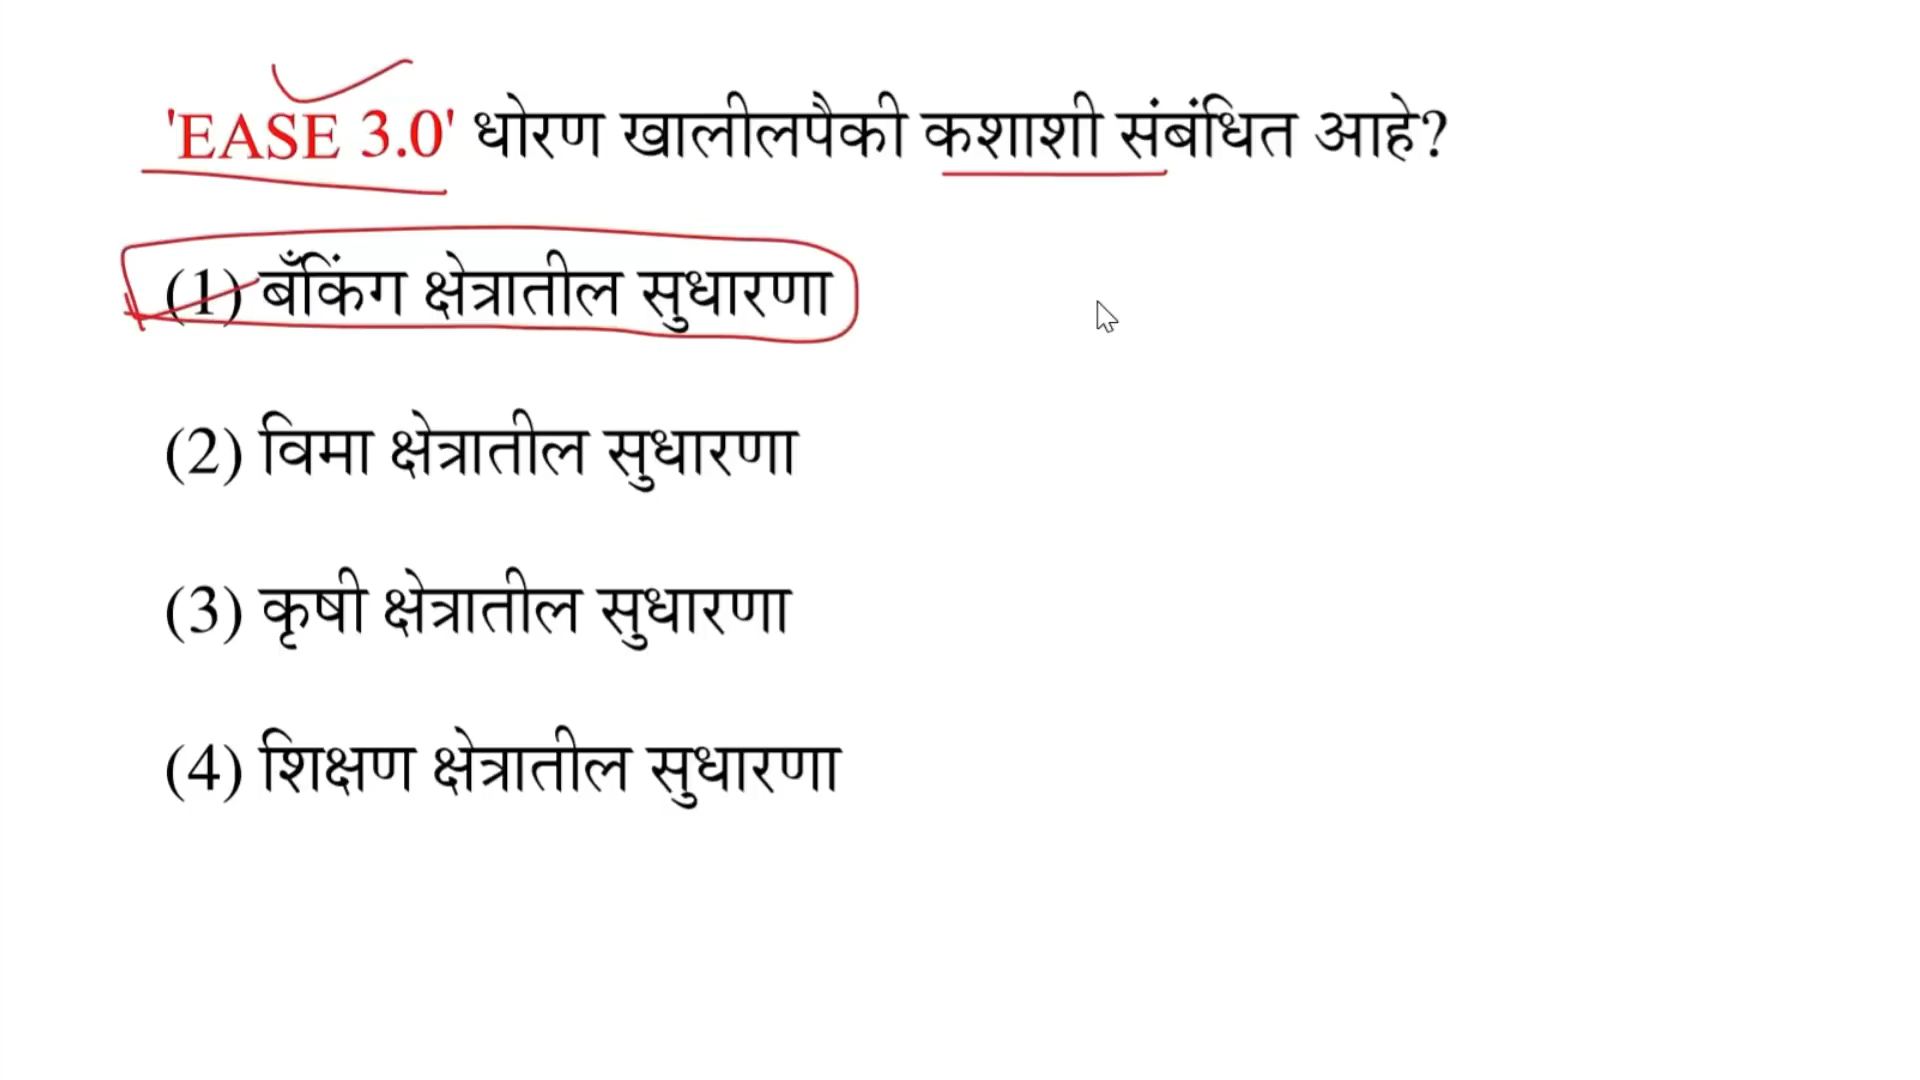 'EASE 3.0' धोरण खालीलपैकी कशाशी संबंधित आहे?
(1) बँकिंग क्षेत्रातील सुधारणा
(2) विमा क्षेत्रातील सुधारणा
(3) कृषी क्षेत्रातील सुधारणा
(4) शिक्षण क्षेत्रातील सुधारणा